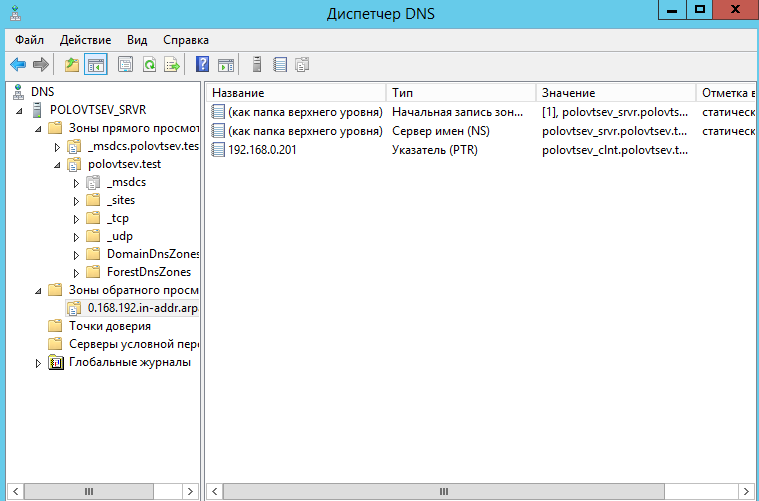 Диспетчер DNS
Файл Действие Вид Справка
DNS
POLOVTSEV_SRVR
Зоны прямого просмот
_msdcs.polovtsev.tes
polovtsev.test
_msdcs
_sites
_tcp
_udp
DomainDnsZones
ForestDnsZones
Зоны обратного просм
0.168.192.in-addr.arpa
Точки доверия
Серверы условной пере
Глобальные журналы
Название Тип Значение Отметка в
(как папка верхнего уровня) Начальная запись зон... [1], polovtsev_srvr.polovts... статическ
(как папка верхнего уровня) Сервер имен (NS) polovtsev_srvr.polovtsev.t... статическ
192.168.0.201 Указатель (PTR) polovtsev_clnt.polovtsev.t...